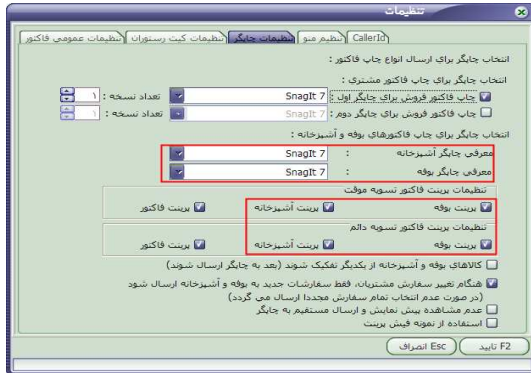 تنظیمات
تنظیمات عمومی فاکتور تنظیمات کیت رستوران تنظیمات چاپگر تنظیم منو CallerId
انتخاب چاپگر برای ارسال انواع چاپ فاکتور :
انتخاب چاپگر برای چاپ فاکتور مشتری :
چاپ فاکتور فروش برای چاپگر اول : SnagIt 7 تعداد نسخه : ۱
چاپ فاکتور فروش برای چاپگر دوم : SnagIt 7 تعداد نسخه : ۱
انتخاب چاپگر برای چاپ فاکتورهای بوفه و آشپزخانه :
معرفی چاپگر آشپزخانه : SnagIt 7
معرفی چاپگر بوفه : SnagIt 7
تنظیمات پرینت فاکتور تسویه موقت
پرینت بوفه پرینت آشپزخانه پرینت فاکتور
تنظیمات پرینت فاکتور تسویه دائم
پرینت بوفه پرینت آشپزخانه پرینت فاکتور
کالاهای بوفه و آشپزخانه از یکدیگر تفکیک شوند (بعد به چاپگر ارسال شوند)
هنگام تغییر سفارش مشتریان، فقط سفارشات جدید به بوفه و آشپزخانه ارسال شود
(در صورت عدم انتخاب تمام سفارش مجددا ارسال می گردد)
عدم مشاهده پیش نمایش و ارسال مستقیم به چاپگر
استفاده از نمونه فیش پرینت
F2 تایید Esc انصراف